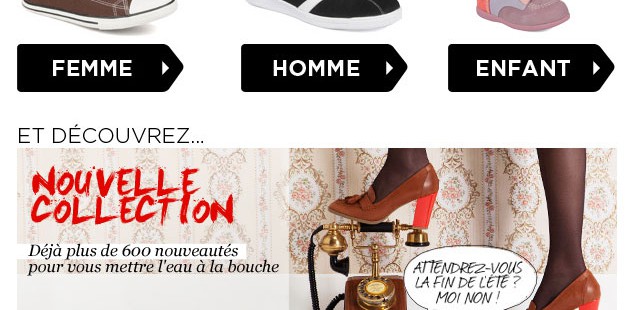 FEMME
HOMME
ENFANT
ET DÉCOUVREZ...
NOUVELLE
COLLECTION
Déjà plus de 600 nouveautés
pour vous mettre l'eau à la bouche
ATTENDREZ-VOUS
LA FIN DE L'ÉTÉ ?
MOI NON !